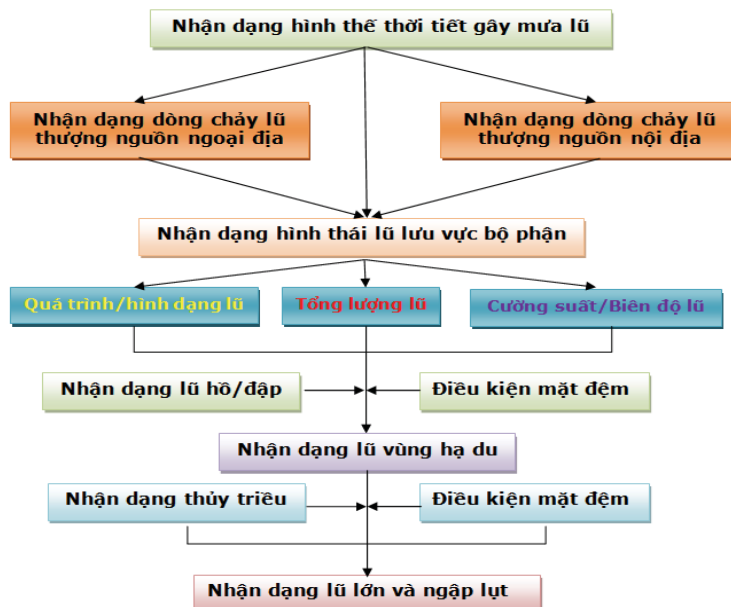 Nhận dạng hình thế thời tiết gây mưa lũ
Nhận dạng dòng chảy lũ
thượng nguồn ngoại địa
Nhận dạng dòng chảy lũ
thượng nguồn nội địa
Nhận dạng hình thái lũ lưu vực bộ phận
Quá trình/hình dạng lũ
Tổng lượng lũ
Cường suất/Biên độ lũ
Nhận dạng lũ hồ/đập
Điều kiện mặt đệm
Nhận dạng lũ vùng hạ du
Nhận dạng thủy triều
Điều kiện mặt đệm
Nhận dạng lũ lớn và ngập lụt